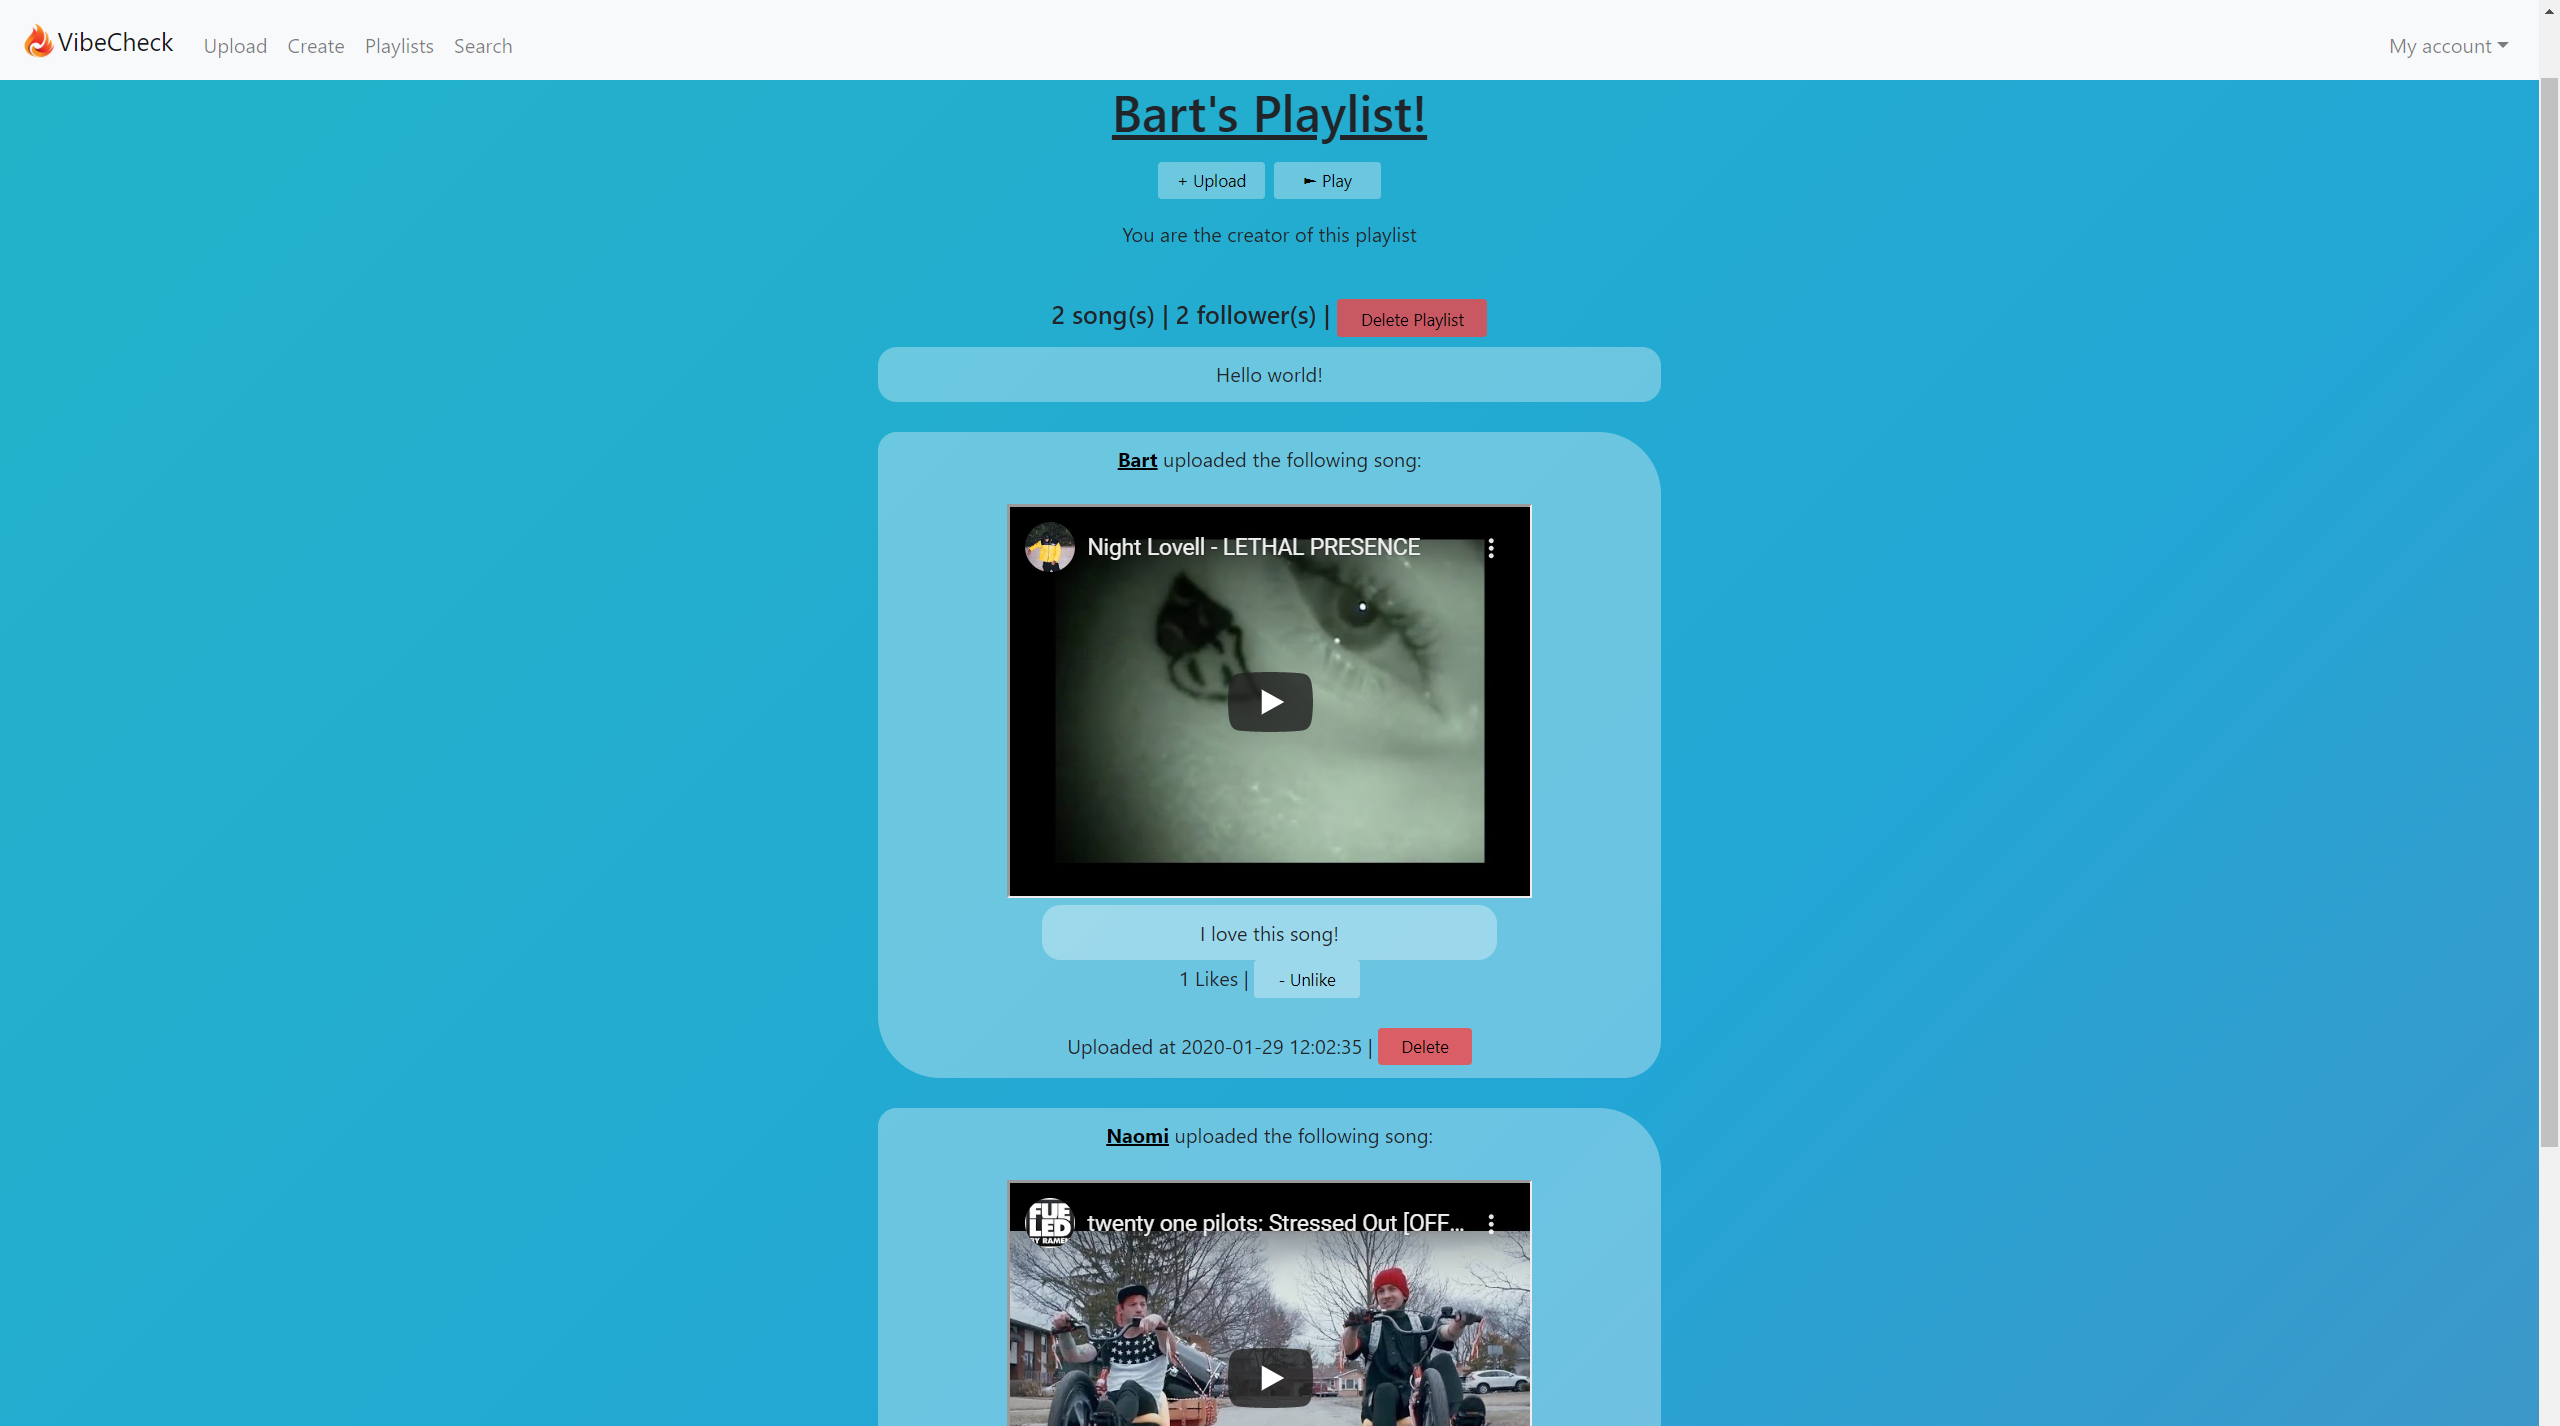 VibeCheck Upload Create Playlists Search My account
Bart's Playlist!
+ Upload ► Play
You are the creator of this playlist
2 song(s) | 2 follower(s) | Delete Playlist
Hello world!
Bart uploaded the following song:
Night Lovell - LETHAL PRESENCE
I love this song!
1 Likes | - Unlike
Uploaded at 2020-01-29 12:02:35 | Delete
Naomi uploaded the following song:
FUE
LED
BY RAMEN
twenty one pilots: Stressed Out [OFF...